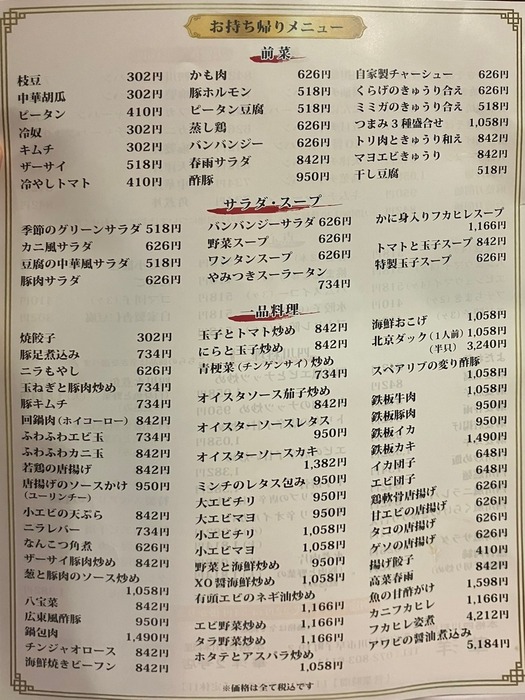 お持ち帰りメニュー
前菜
枝豆 302円
中華胡瓜 302円
ピータン 410円
冷奴 302円
キムチ 302円
ザーサイ 518円
冷やしトマト 410円
かも肉 626円
豚ホルモン 518円
ピータン豆腐 518円
蒸し鶏 626円
バンバンジー 626円
春雨サラダ 842円
酢豚 950円
自家製チャーシュー 626円
くらげのきゅうり合え 626円
ミミガのきゅうり合え 518円
つまみ3種盛合せ 1,058円
トリ肉ときゅうり和え 842円
マヨエビきゅうり 842円
干し豆腐 518円
サラダ・スープ
季節のグリーンサラダ 518円
カニ風サラダ 626円
豆腐の中華風サラダ 518円
豚肉サラダ 626円
バンバンジーサラダ 626円
野菜スープ 626円
ワンタンスープ 626円
やみつきスーラータン
734円
かに身入りフカヒレスープ
1,166円
トマトと玉子スープ 842円
特製玉子スープ 626円
一品料理
焼餃子 302円
豚足煮込み 734円
ニラもやし 626円
玉ねぎと豚肉炒め 734円
豚キムチ 734円
回鍋肉(ホイコーロー) 842円
ふわふわエビ玉 734円
ふわふわカニ玉 842円
若鶏の唐揚げ 842円
唐揚げのソースかけ 950円
(ユーリンチー)
小エビの天ぷら 842円
ニラレバー 734円
なんこつ角煮 626円
ザーサイ豚肉炒め 842円
葱と豚肉のソース炒め
1,058円
八宝菜 842円
広東風酢豚 950円
鍋包肉 1,490円
チンジャオロース 842円
海鮮焼きビーフン 842円
玉子とトマト炒め 842円
にらと玉子炒め 842円
青梗菜(チンゲンサイ)炒め
734円
オイスタソース茄子炒め
842円
オイスターソースレタス
950円
オイスターソースカキ
1,382円
ミンチのレタス包み 950円
大エビチリ 950円
大エビマヨ 950円
小エビチリ 1,058円
小エビマヨ 1,058円
野菜と海鮮炒め 950円
XO醤海鮮炒め 1,058円
有頭エビのネギ油炒め
1,166円
エビ野菜炒め 1,166円
タラ野菜炒め 1,166円
ホタテとアスパラ炒め
1,058円
海鮮おこげ 1,058円
北京ダック(1人前) 1,058円
(半只) 3,240円
スペアリブの変り酢豚
1,058円
鉄板牛肉 1,058円
鉄板豚肉 950円
鉄板イカ 950円
鉄板カキ 1,490円
イカ団子 648円
エビ団子 648円
鶏軟骨唐揚げ 626円
甘エビの唐揚げ 626円
タコの唐揚げ 626円
ゲソの唐揚げ 626円
揚げ餃子 410円
高菜春雨 842円
魚の甘酢がけ 1,598円
カニフカヒレ 1,166円
フカヒレ姿煮 4,212円
アワビの醤油煮込み
5,184円
※価格は全て税込です